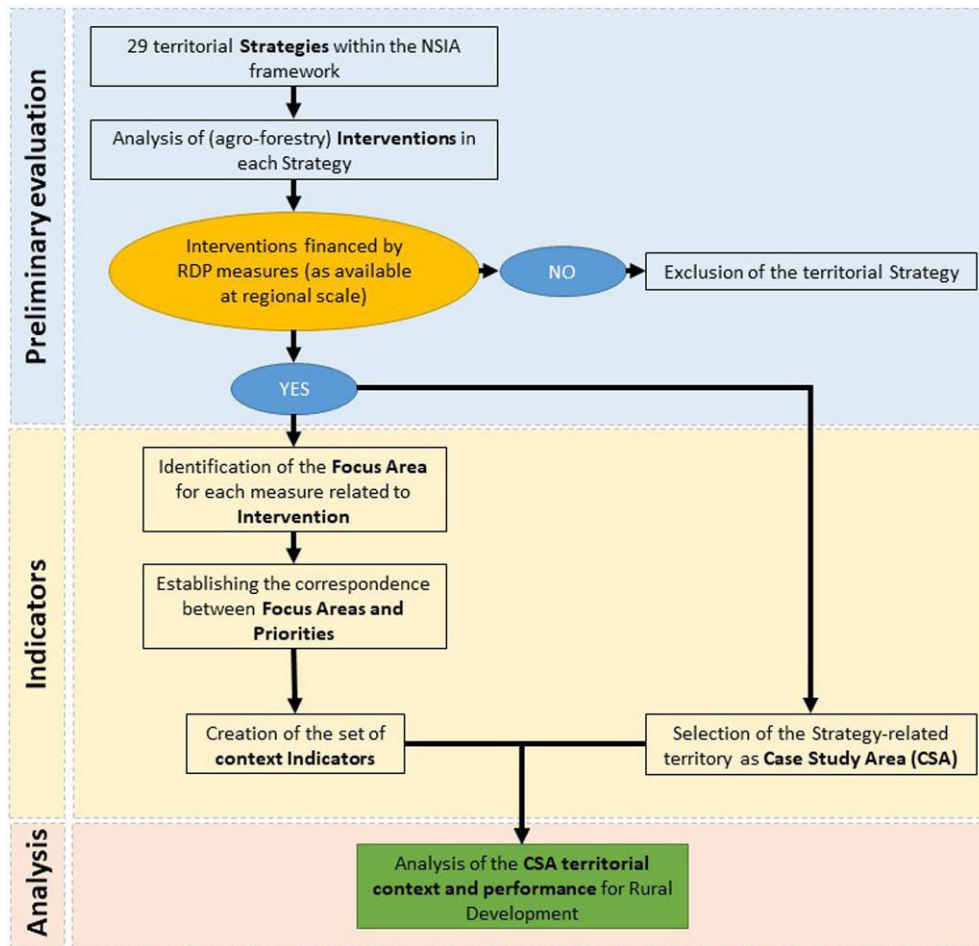 Preliminary evaluation
29 territorial Strategies within the NSIA
framework
Analysis of (agro-forestry) Interventions in
each Strategy
Interventions financed by
RDP measures (as available
at regional scale)
NO
Exclusion of the territorial Strategy
YES
Indicators
Identification of the Focus Area
for each measure related to
Intervention
Establishing the correspondence
between Focus Areas and
Priorities
Creation of the set of
context Indicators
Selection of the Strategy-related
territory as Case Study Area (CSA)
Analysis
Analysis of the CSA territorial
context and performance for Rural
Development